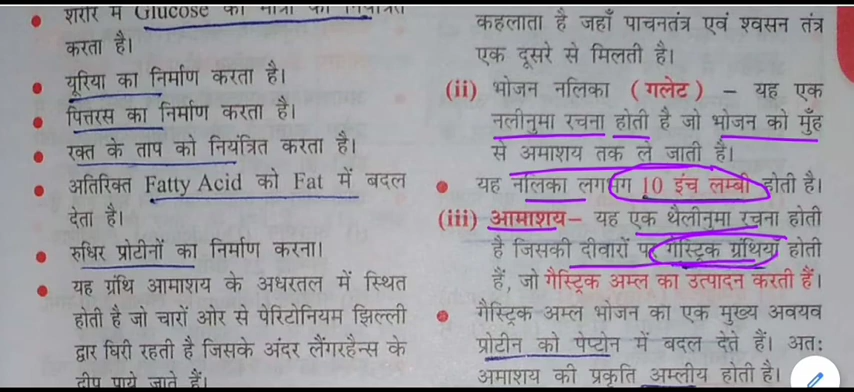 शरीर में Glucose की मात्रा को नियंत्रित
करता है।
यूरिया का निर्माण करता है।
पित्तरस का निर्माण करता है।
रक्त के ताप को नियंत्रित करता है।
अतिरिक्त Fatty Acid को Fat में बदल
देता है।
रुधिर प्रोटीनों का निर्माण करना।
यह ग्रंथि आमाशय के अधरतल में स्थित
होती है जो चारों ओर से पेरिटोनियम झिल्ली
द्वार घिरी रहती है जिसके अंदर लैंगरहैन्स के
द्वीप पाये जाते हैं।
कहलाता है जहाँ पाचनतंत्र एवं श्वसन तंत्र
एक दूसरे से मिलती है।
(ii) भोजन नलिका (गलेट) – यह एक
नलीनुमा रचना होती है जो भोजन को मुँह
से अमाशय तक ले जाती है।
यह नलिका लगभग 10 इंच लम्बी होती है।
(iii) आमाशय– यह एक थैलीनुमा रचना होती
है जिसकी दीवारों पर गैस्ट्रिक ग्रंथियाँ होती
हैं, जो गैस्ट्रिक अम्ल का उत्पादन करती हैं।
गैस्ट्रिक अम्ल भोजन का एक मुख्य अवयव
प्रोटीन को पेप्टोन में बदल देते हैं। अतः
अमाशय की प्रकृति अम्लीय होती है।